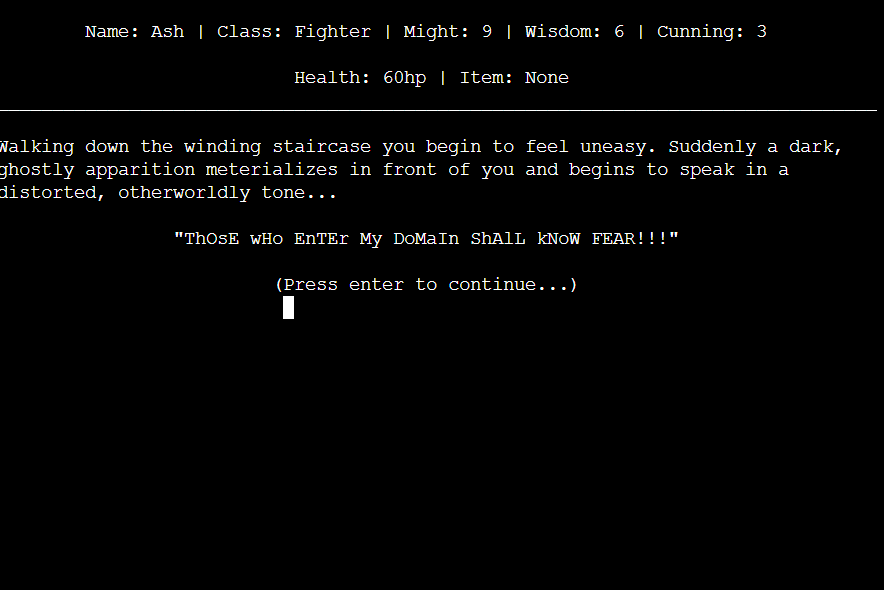 Name: Ash | Class: Fighter | Might: 9 | Wisdom: 6 | Cunning: 3
Health: 60hp | Item: None
Walking down the winding staircase you begin to feel uneasy. Suddenly a dark,
ghostly apparition meterializes in front of you and begins to speak in a
distorted, otherworldly tone...
"ThOsE wHo EnTEr My DoMaIn ShAlL kNoW FEAR!!!"
(Press enter to continue...)